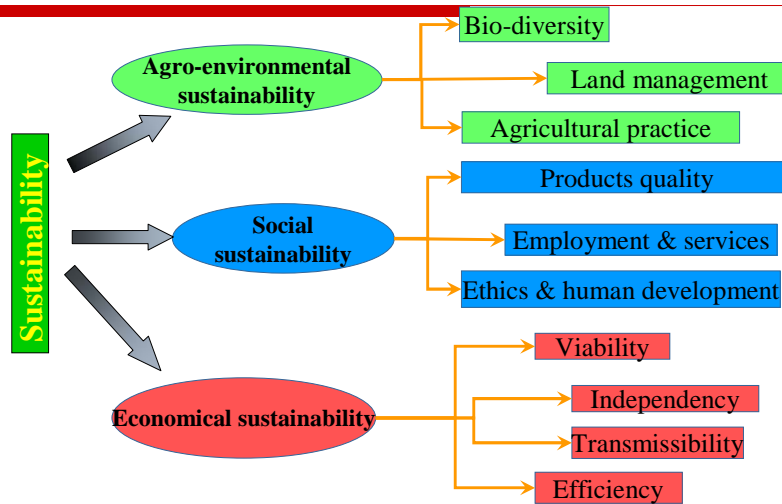 Sustainability
Agro-environmental
sustainability
Bio-diversity
Land management
Agricultural practice
Social
sustainability
Products quality
Employment & services
Ethics & human development
Economical sustainability
Viability
Independency
Transmissibility
Efficiency